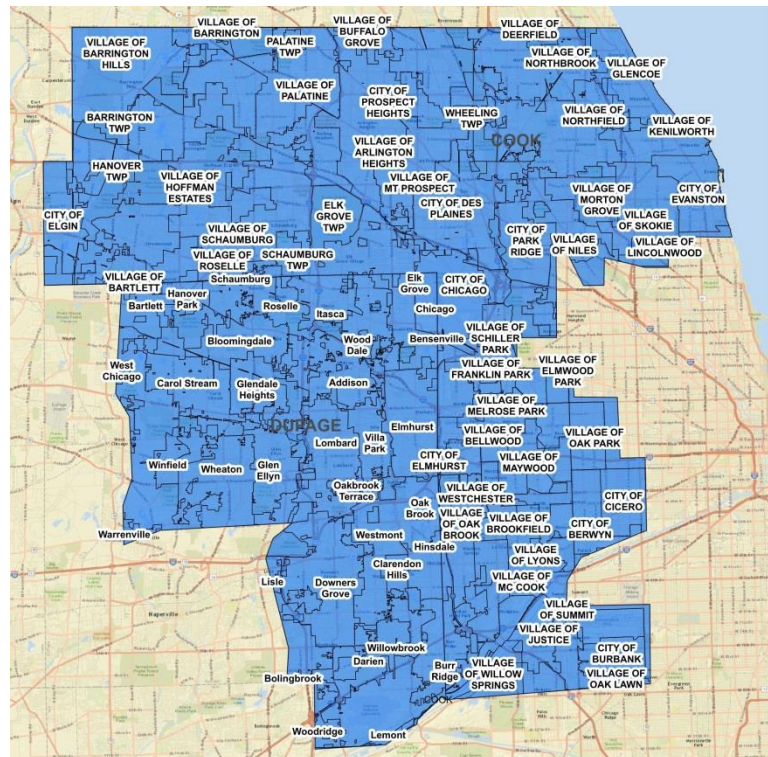 VILLAGE OF
BARRINGTON
VILLAGE OF
BUFFALO
GROVE
VILLAGE OF
DEERFIELD
VILLAGE OF
BARRINGTON
HILLS
PALATINE
TWP
VILLAGE OF
NORTHBROOK
VILLAGE OF
GLENCOE
VILLAGE OF
PALATINE
CITY OF
PROSPECT
HEIGHTS
BARRINGTON
TWP
WHEELING
TWP
VILLAGE OF
NORTHFIELD
VILLAGE OF
KENILWORTH
COOK
VILLAGE OF
ARLINGTON
HEIGHTS
HANOVER
TWP
VILLAGE OF
HOFFMAN
ESTATES
VILLAGE OF
MT PROSPECT
VILLAGE OF
MORTON
GROVE
CITY OF
EVANSTON
CITY OF
ELGIN
ELK
GROVE
TWP
CITY OF DES
PLAINES
VILLAGE
OF SKOKIE
VILLAGE OF
SCHAUMBURG
CITY OF
PARK
RIDGE
VILLAGE
OF NILES
VILLAGE OF
LINCOLNWOOD
VILLAGE OF
ROSELLE
SCHAUMBURG
TWP
VILLAGE OF
BARTLETT
Schaumburg
Elk
Grove
CITY OF
CHICAGO
Bartlett
Hanover
Park
Roselle
Itasca
Chicago
Bloomingdale
Wood
Dale
Bensenville
VILLAGE OF
SCHILLER
PARK
West
Chicago
Carol Stream
Glendale
Heights
Addison
VILLAGE OF
FRANKLIN PARK
VILLAGE OF
ELMWOOD
PARK
VILLAGE OF
MELROSE PARK
DUPAGE
Lombard
Villa
Park
Elmhurst
VILLAGE OF
BELLWOOD
VILLAGE OF
OAK PARK
Winfield
Wheaton
Glen
Ellyn
CITY OF
ELMHURST
VILLAGE OF
MAYWOOD
Oakbrook
Terrace
VILLAGE OF
WESTCHESTER
CITY OF
CICERO
Oak
Brook
VILLAGE
OF OAK
BROOK
VILLAGE OF
BROOKFIELD
CITY OF
BERWYN
Warrenville
Westmont
Hinsdale
VILLAGE OF
LYONS
Lisle
Downers
Grove
Clarendon
Hills
VILLAGE OF
MC COOK
Naperville
VILLAGE OF
SUMMIT
VILLAGE OF
JUSTICE
Willowbrook
Darien
CITY OF
BURBANK
Bolingbrook
Burr
Ridge
VILLAGE
OF WILLOW
SPRINGS
VILLAGE OF
OAK LAWN
COOK
Woodridge
Lemont